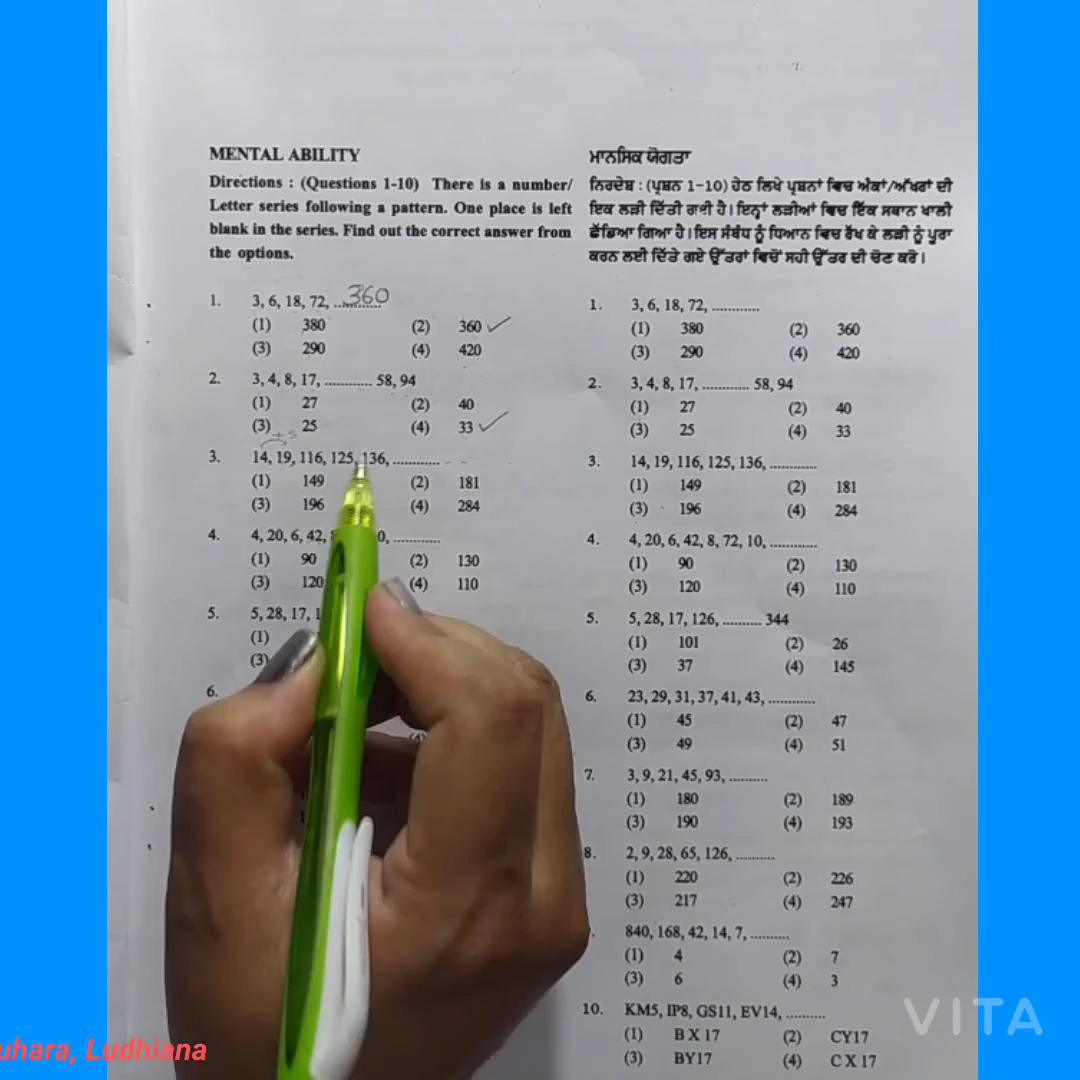 MENTAL ABILITY
Directions : (Questions 1-10) There is a number/
Letter series following a pattern. One place is left
blank in the series. Find out the correct answer from
the options.
1. 3, 6, 18, 72, ............ 360
(1) 380 (2) 360 ✓
(3) 290 (4) 420
2. 3, 4, 8, 17, ............ 58, 94
(1) 27 (2) 40
(3) 25 (4) 33 ✓
+5
3. 14, 19, 116, 125, 136, ............
(1) 149 (2) 181
(3) 196 (4) 284
4. 4, 20, 6, 42, 0, ............
(1) 90 (2) 130
(3) 120 (4) 110
5. 5, 28, 17, 1
(1)
(3)
6.
(4)
ਮਾਨਸਿਕ ਯੋਗਤਾ
ਨਿਰਦੇਸ਼ : (ਪ੍ਰਸ਼ਨ 1-10) ਹੇਠ ਲਿਖੇ ਪ੍ਰਸ਼ਨਾਂ ਵਿਚ ਅੰਕਾਂ/ਅੱਖਰਾਂ ਦੀ
ਇਕ ਲੜੀ ਦਿੱਤੀ ਗਈ ਹੈ। ਇਨ੍ਹਾਂ ਲੜੀਆਂ ਵਿਚ ਇੱਕ ਸਥਾਨ ਖਾਲੀ
ਛੱਡਿਆ ਗਿਆ ਹੈ। ਇਸ ਸੰਬੰਧ ਨੂੰ ਧਿਆਨ ਵਿਚ ਰੱਖ ਕੇ ਲੜੀ ਨੂੰ ਪੂਰਾ
ਕਰਨ ਲਈ ਦਿੱਤੇ ਗਏ ਉੱਤਰਾਂ ਵਿਚੋਂ ਸਹੀ ਉੱਤਰ ਦੀ ਚੋਣ ਕਰੋ।
1. 3, 6, 18, 72, ............
(1) 380 (2) 360
(3) 290 (4) 420
2. 3, 4, 8, 17, ............ 58, 94
(1) 27 (2) 40
(3) 25 (4) 33
3. 14, 19, 116, 125, 136, ............
(1) 149 (2) 181
(3) 196 (4) 284
4. 4, 20, 6, 42, 8, 72, 10, ............
(1) 90 (2) 130
(3) 120 (4) 110
5. 5, 28, 17, 126, .......... 344
(1) 101 (2) 26
(3) 37 (4) 145
6. 23, 29, 31, 37, 41, 43, ............
(1) 45 (2) 47
(3) 49 (4) 51
7. 3, 9, 21, 45, 93, ..........
(1) 180 (2) 189
(3) 190 (4) 193
8. 2, 9, 28, 65, 126, ..........
(1) 220 (2) 226
(3) 217 (4) 247
840, 168, 42, 14, 7, ..........
(1) 4 (2) 7
(3) 6 (4) 3
10. KM5, IP8, GS11, EV14, ..........
(1) B X 17 (2) CY17
(3) BY17 (4) C X 17
VITA
uhara, Ludhiana